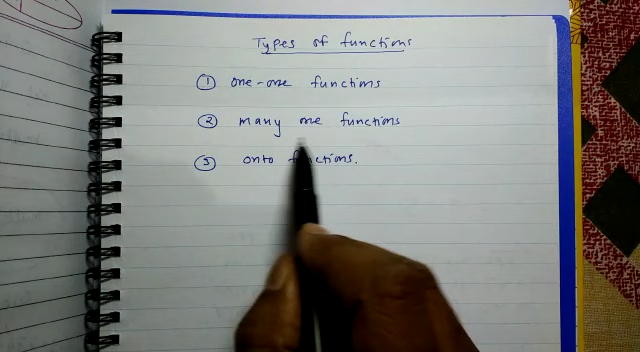 Types of functions
① one-one functions
② many one functions
③ onto functions.